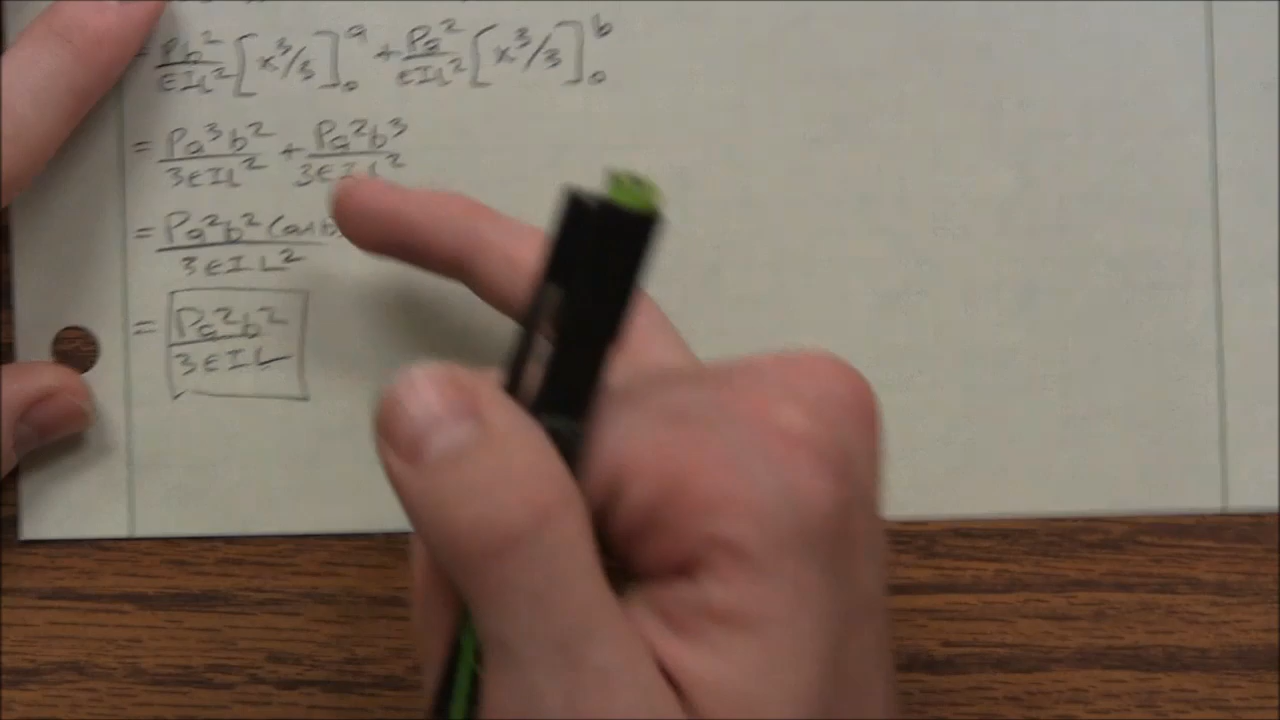 = Pb²/EIL² [x³/3]₀ᵃ + Pa²/EIL² [x³/3]₀ᵇ
= Pa³b²/3EIL² + Pa²b³/3EIL²
= Pa²b²(a+b)/3EIL²
= Pa²b²/3EIL